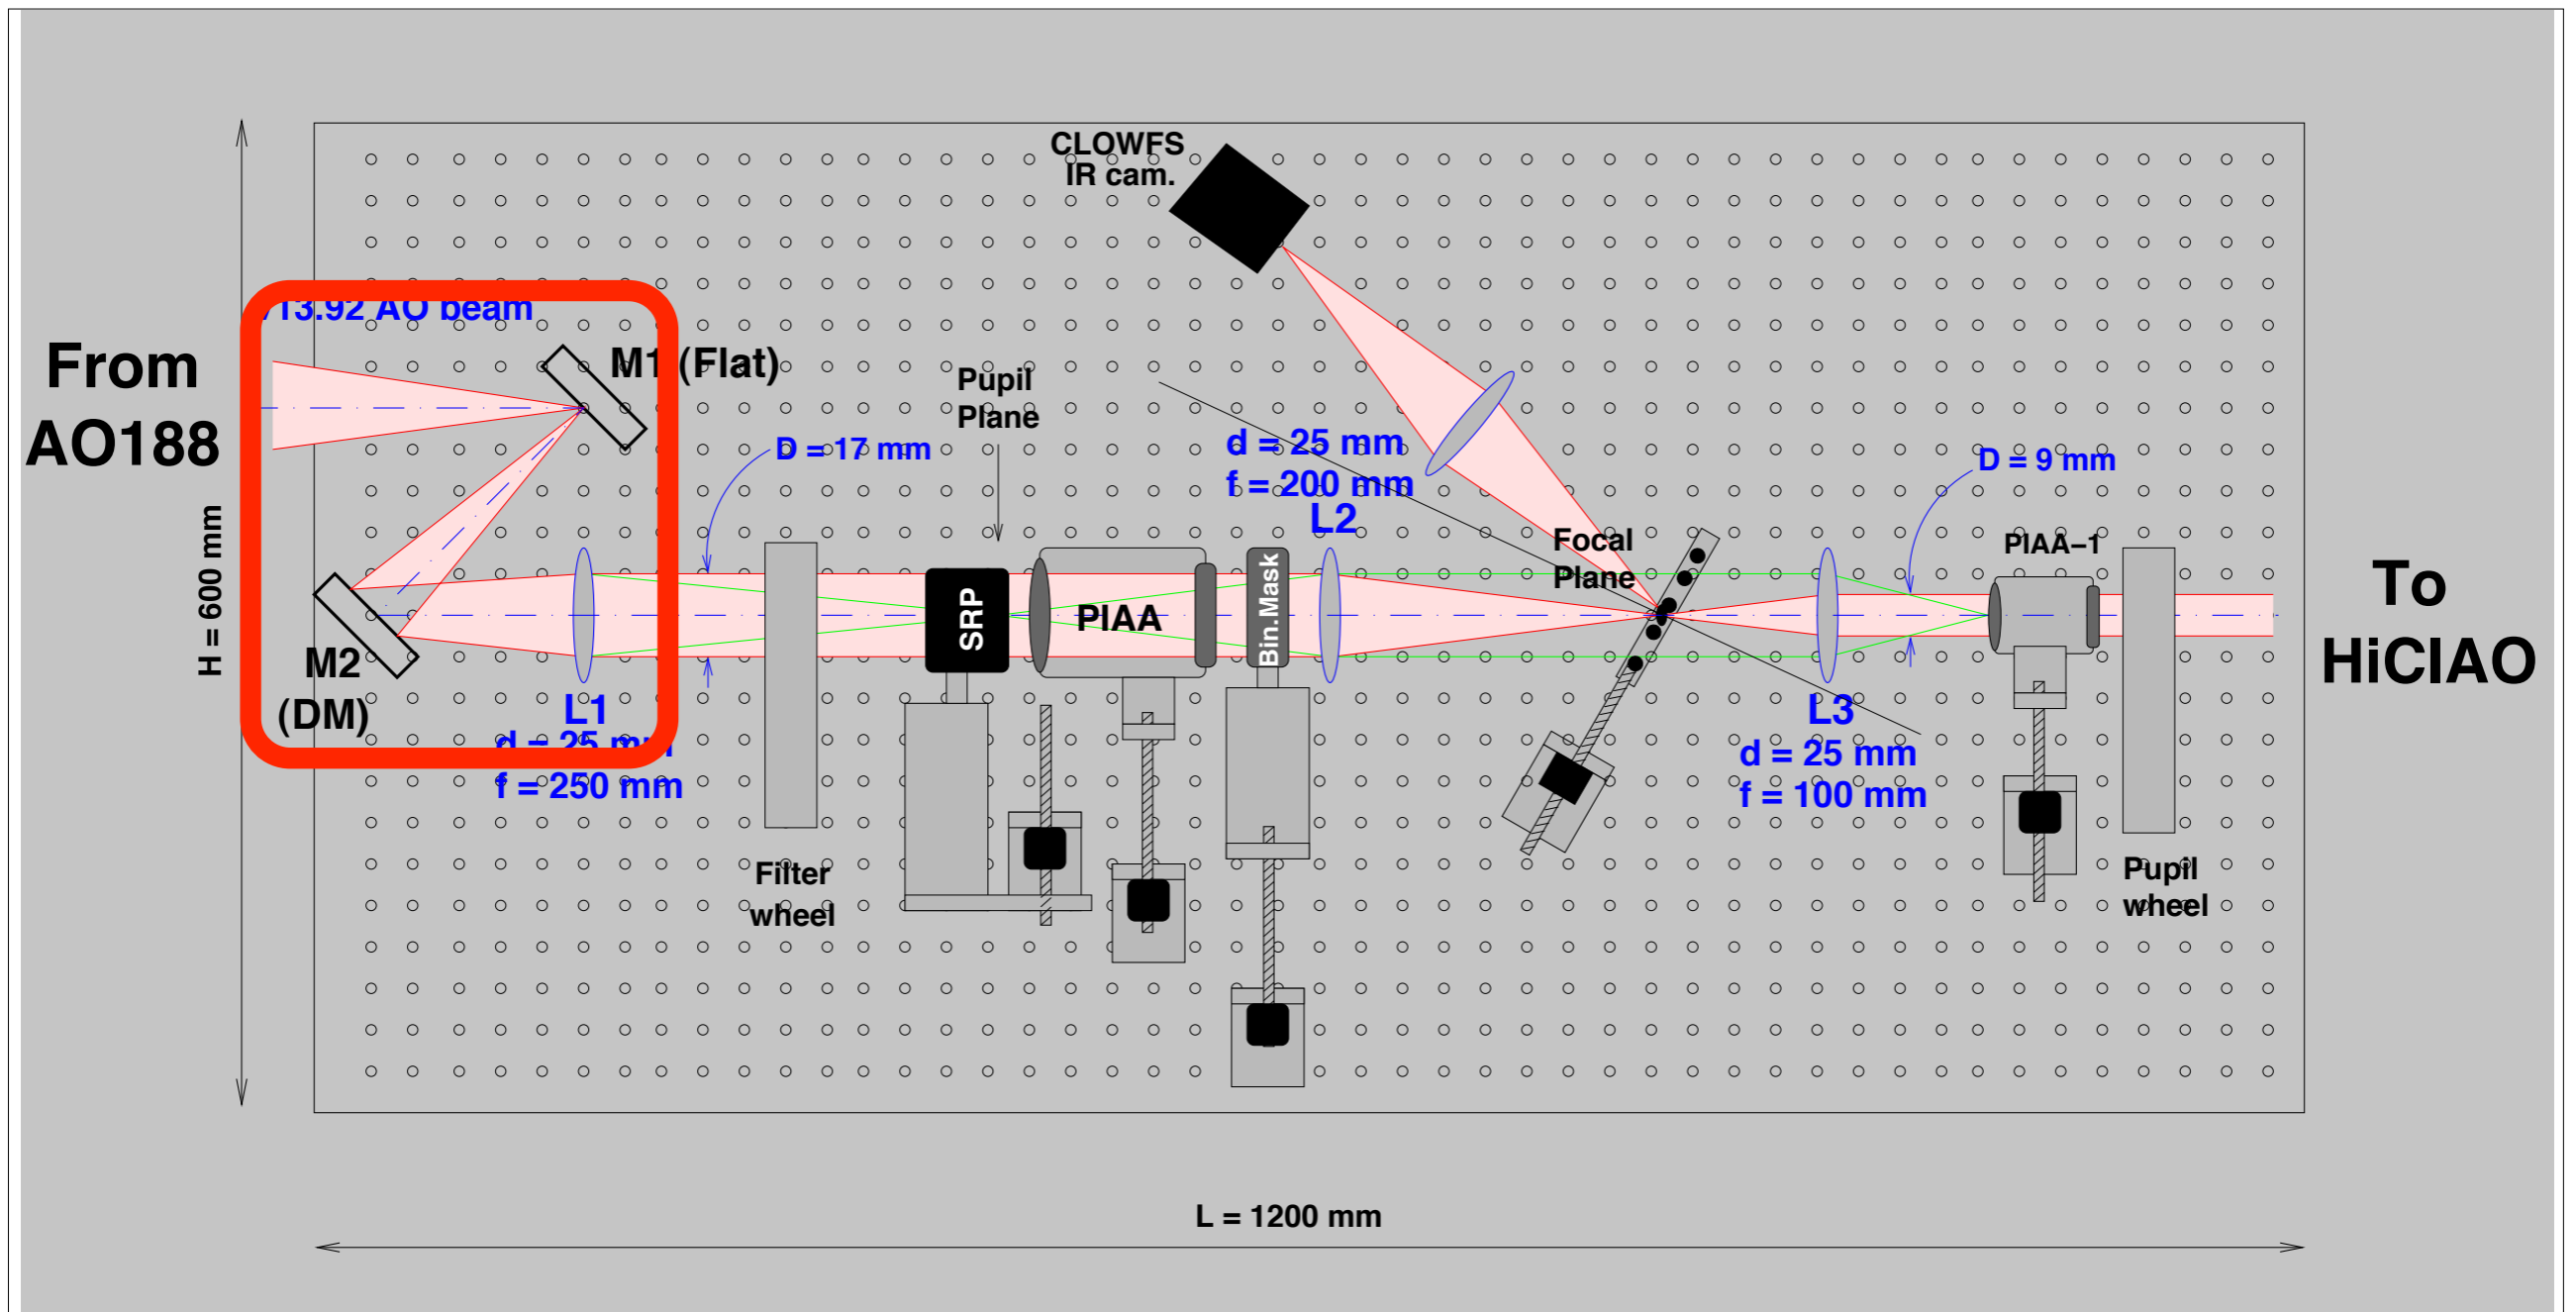 13.92 AO beam
From
AO188
H = 600 mm
M1 (Flat)
M2
(DM)
L1
d = 25 mm
f = 250 mm
D = 17 mm
Filter
wheel
Pupil
Plane
SRP
PIAA
Bin.Mask
CLOWFS
IR cam.
d = 25 mm
f = 200 mm
L2
Focal
Plane
L3
d = 25 mm
f = 100 mm
D = 9 mm
PIAA–1
Pupil
wheel
To
HiCIAO
L = 1200 mm